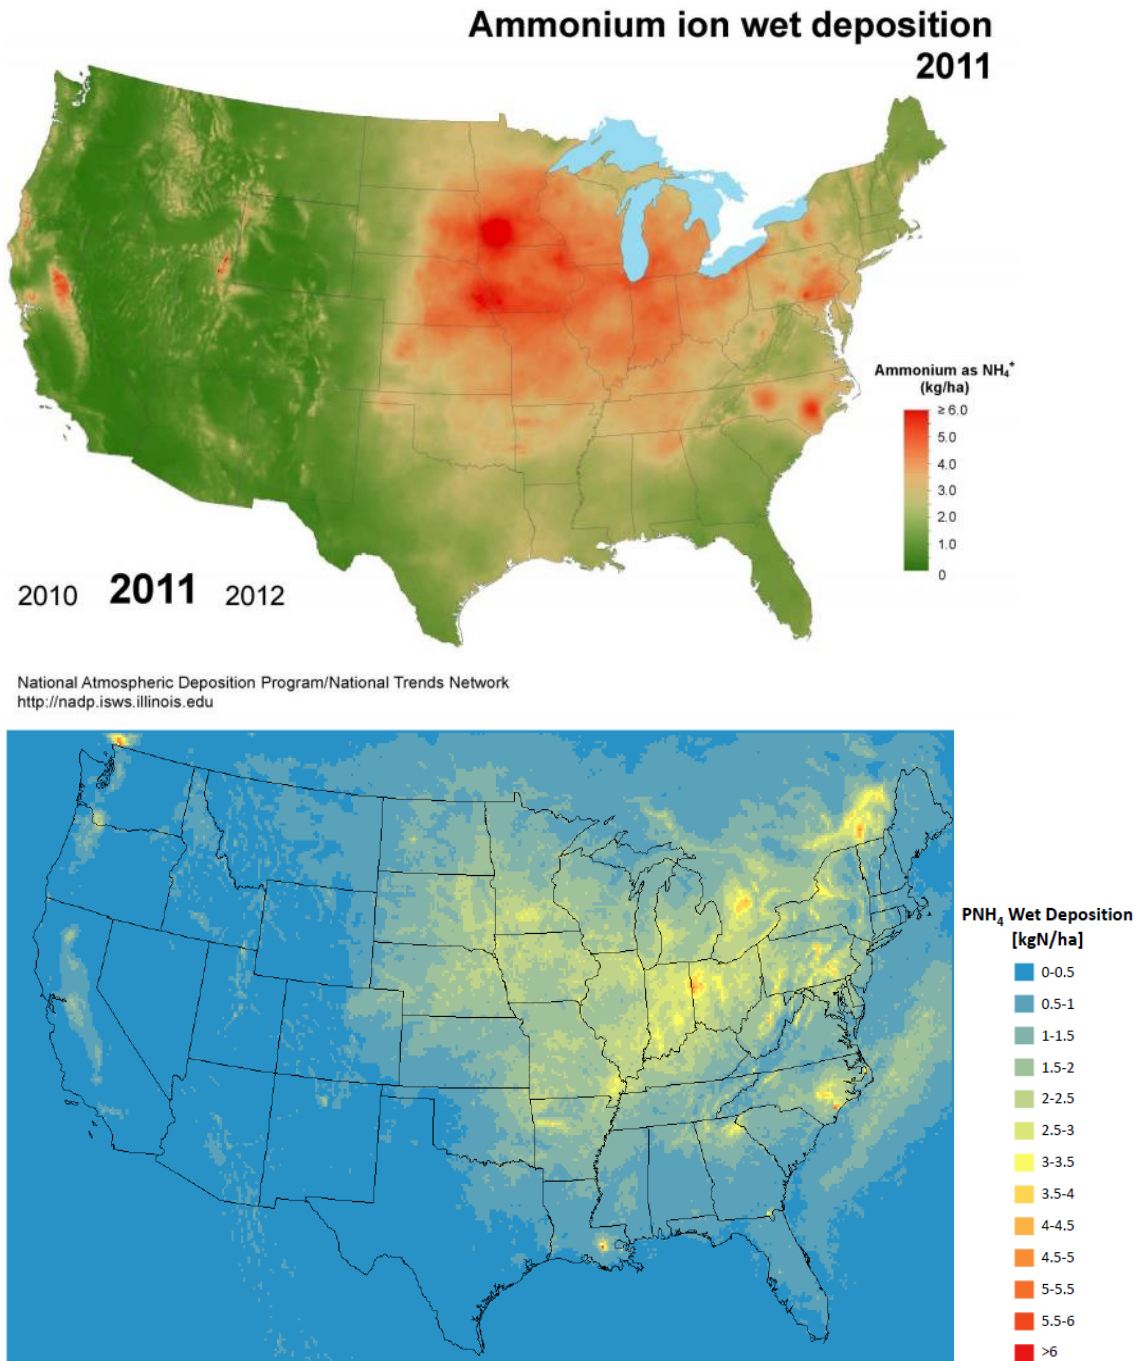 Ammonium ion wet deposition
2011
Ammonium as NH₄⁺
(kg/ha)
≥ 6.0
5.0
4.0
3.0
2.0
1.0
0
2010 2011 2012
National Atmospheric Deposition Program/National Trends Network
http://nadp.isws.illinois.edu
PNH₄ Wet Deposition
[kgN/ha]
0-0.5
0.5-1
1-1.5
1.5-2
2-2.5
2.5-3
3-3.5
3.5-4
4-4.5
4.5-5
5-5.5
5.5-6
>6